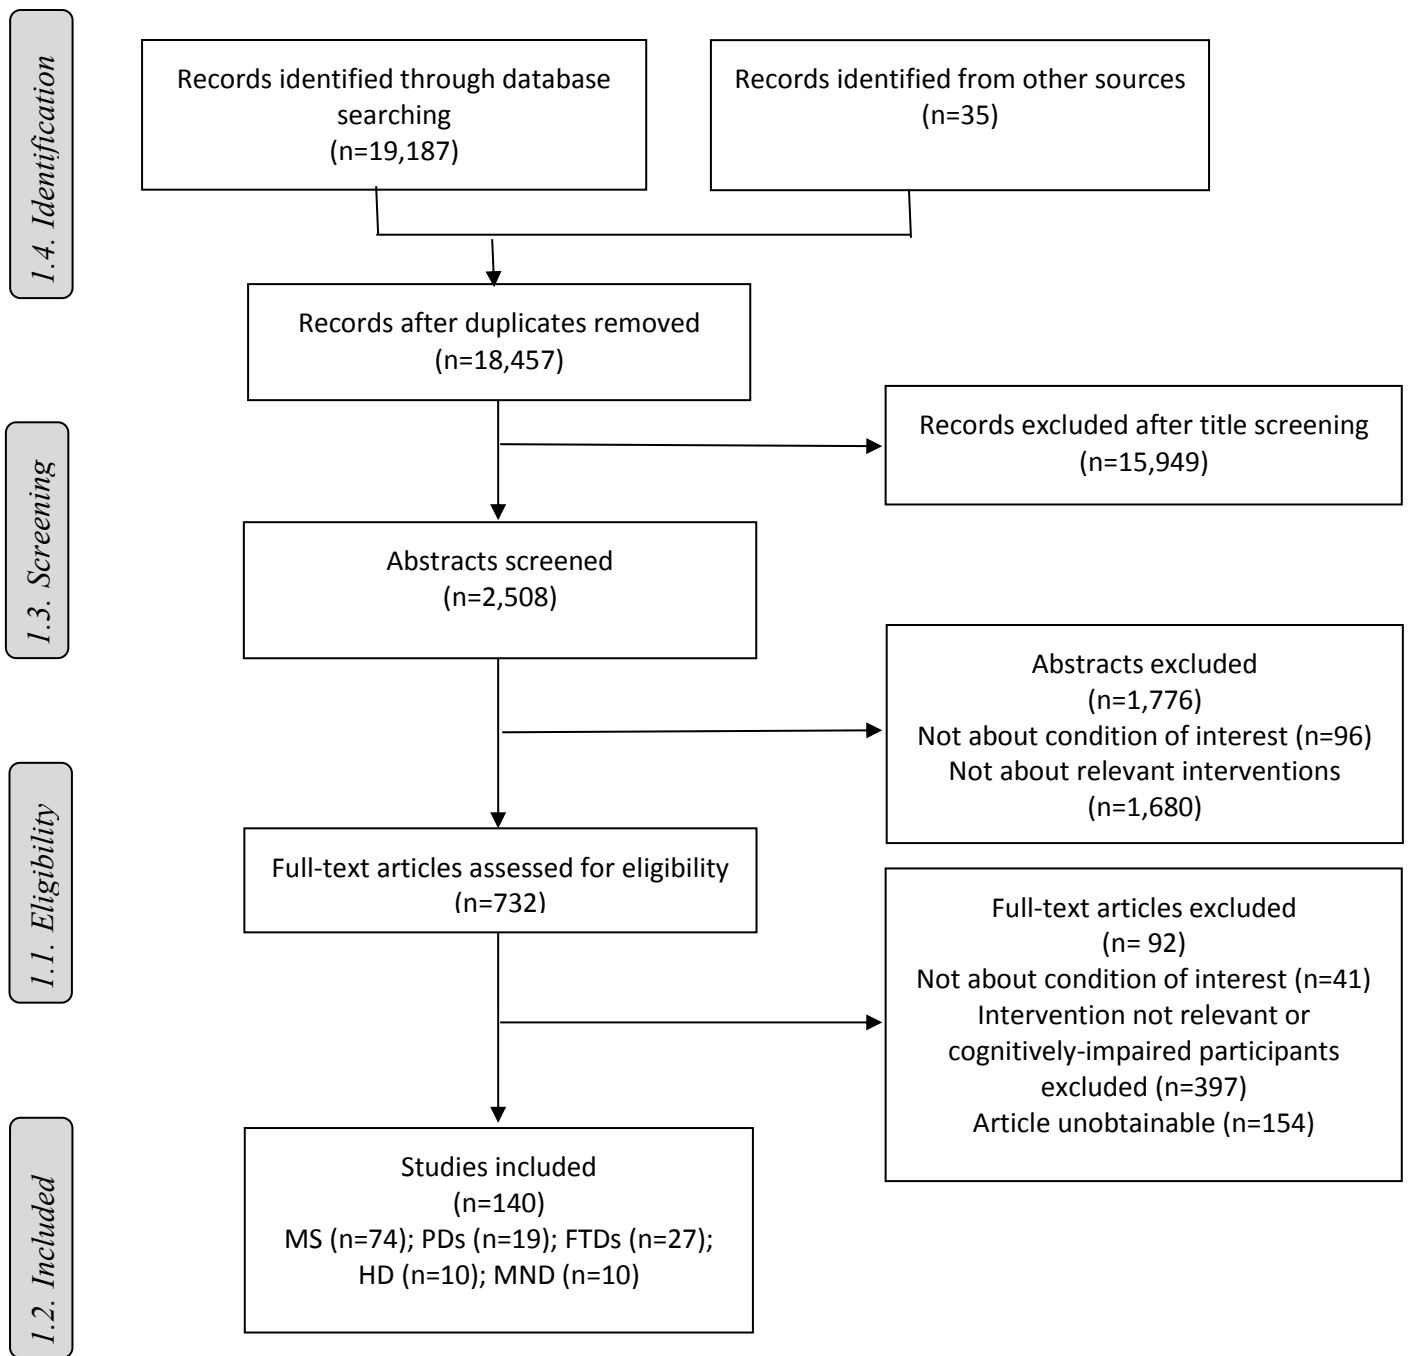 1.4. Identification
Records identified through database
searching
(n=19,187)
Records identified from other sources
(n=35)
Records after duplicates removed
(n=18,457)
Records excluded after title screening
(n=15,949)
1.3. Screening
Abstracts screened
(n=2,508)
Abstracts excluded
(n=1,776)
Not about condition of interest (n=96)
Not about relevant interventions
(n=1,680)
1.1. Eligibility
Full-text articles assessed for eligibility
(n=732)
Full-text articles excluded
(n= 92)
Not about condition of interest (n=41)
Intervention not relevant or
cognitively-impaired participants
excluded (n=397)
Article unobtainable (n=154)
1.2. Included
Studies included
(n=140)
MS (n=74); PDs (n=19); FTDs (n=27);
HD (n=10); MND (n=10)